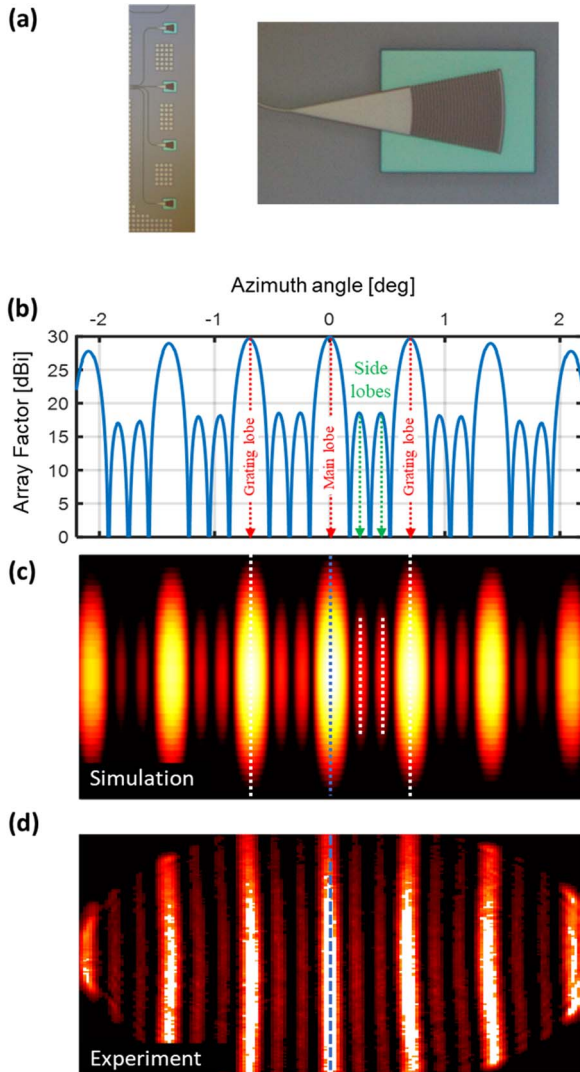 (a)
Azimuth angle [deg]
(b)
-2 -1 0 1 2
Array Factor [dBi]
30
25
20
15
10
5
0
Grating lobe
Main lobe
Side
lobes
Grating lobe
(c)
Simulation
(d)
Experiment